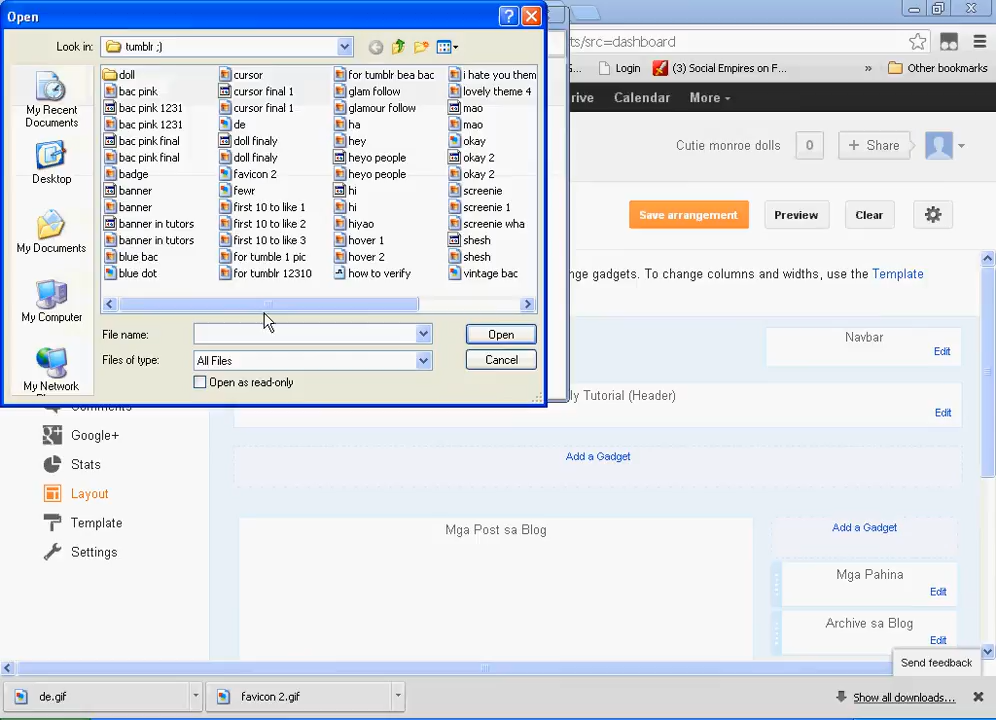 Open
Look in: tumblr ;)
My Recent Documents
Desktop
My Documents
My Computer
My Network
doll
bac pink
bac pink 1231
bac pink 1231
bac pink final
bac pink final
badge
banner
banner
banner in tutors
banner in tutors
blue bac
blue dot
cursor
cursor final 1
cursor final 1
de
doll finaly
doll finaly
favicon 2
fewr
first 10 to like 1
first 10 to like 2
first 10 to like 3
for tumble 1 pic
for tumblr 12310
for tumblr bea bac
glam follow
glamour follow
ha
hey
heyo people
heyo people
hi
hi
hiyao
hover 1
hover 2
how to verify
i hate you them
lovely theme 4
mao
mao
okay
okay 2
okay 2
screenie
screenie 1
screenie wha
shesh
shesh
vintage bac
File name:
Open
Files of type: All Files
Cancel
Open as read-only
ts/src=dashboard
Login
(3) Social Empires on F...
»
Other bookmarks
rive
Calendar
More
Cutie monroe dolls
0
+ Share
Save arrangement
Preview
Clear
nge gadgets. To change columns and widths, use the Template
Navbar
Edit
ly Tutorial (Header)
Edit
Add a Gadget
Mga Post sa Blog
Add a Gadget
Mga Pahina
Edit
Archive sa Blog
Edit
Comments
Google+
Stats
Layout
Template
Settings
Send feedback
de.gif
favicon 2.gif
Show all downloads...